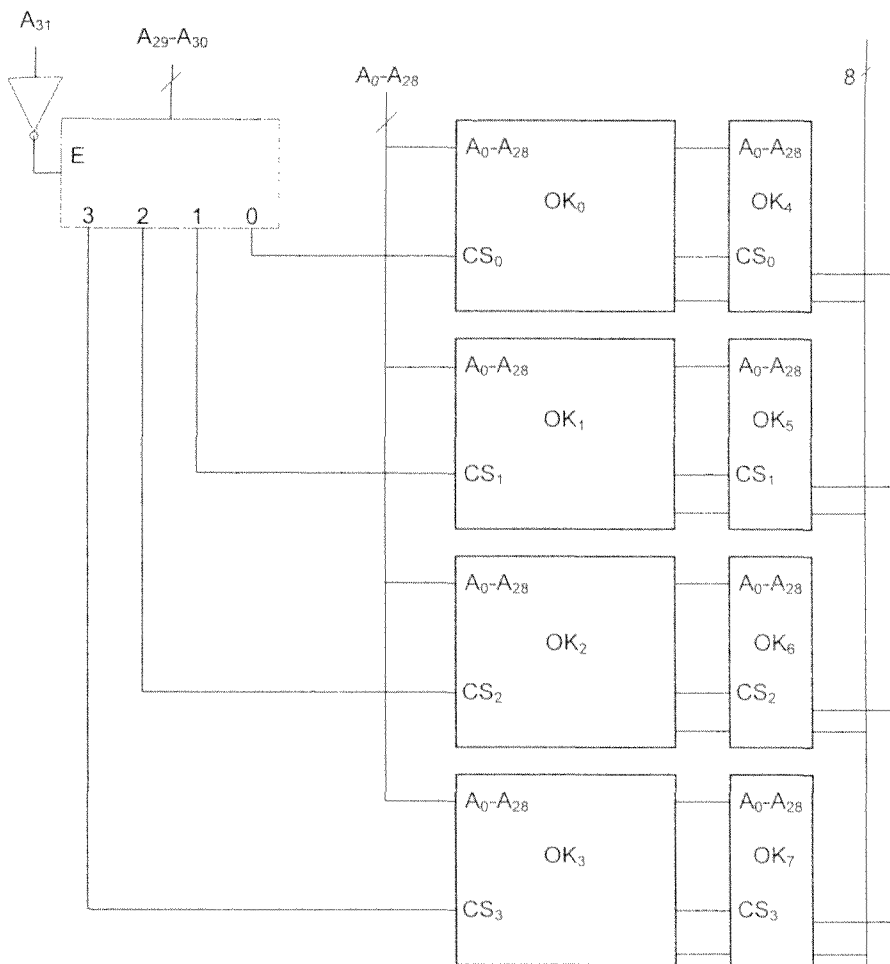 A₃₁
A₂₉-A₃₀
A₀-A₂₈
8
E
3 2 1 0
A₀-A₂₈
OK₀
CS₀
A₀-A₂₈
OK₄
CS₀
A₀-A₂₈
OK₁
CS₁
A₀-A₂₈
OK₅
CS₁
A₀-A₂₈
OK₂
CS₂
A₀-A₂₈
OK₆
CS₂
A₀-A₂₈
OK₃
CS₃
A₀-A₂₈
OK₇
CS₃